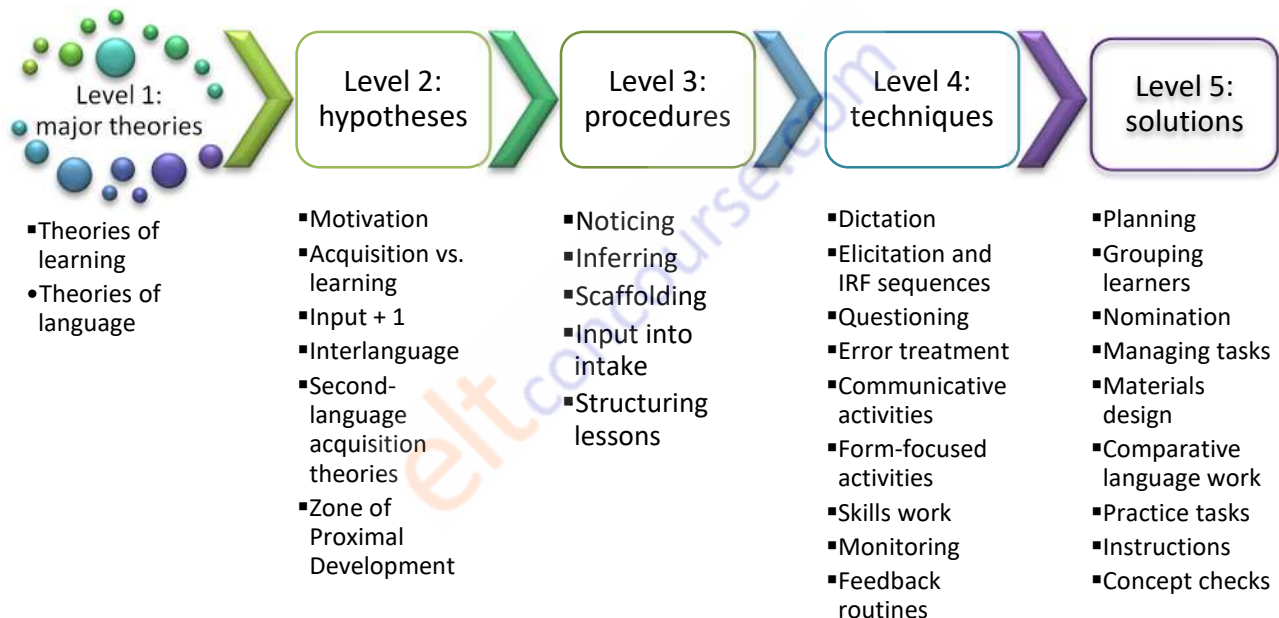 Level 1:
major theories
▪Theories of
learning
•Theories of
language
Level 2:
hypotheses
▪Motivation
▪Acquisition vs.
learning
▪Input + 1
▪Interlanguage
▪Second-
language
acquisition
theories
▪Zone of
Proximal
Development
Level 3:
procedures
▪Noticing
▪Inferring
▪Scaffolding
▪Input into
intake
▪Structuring
lessons
Level 4:
techniques
▪Dictation
▪Elicitation and
IRF sequences
▪Questioning
▪Error treatment
▪Communicative
activities
▪Form-focused
activities
▪Skills work
▪Monitoring
▪Feedback
routines
Level 5:
solutions
▪Planning
▪Grouping
learners
▪Nomination
▪Managing tasks
▪Materials
design
▪Comparative
language work
▪Practice tasks
▪Instructions
▪Concept checks
eltconcourse.com